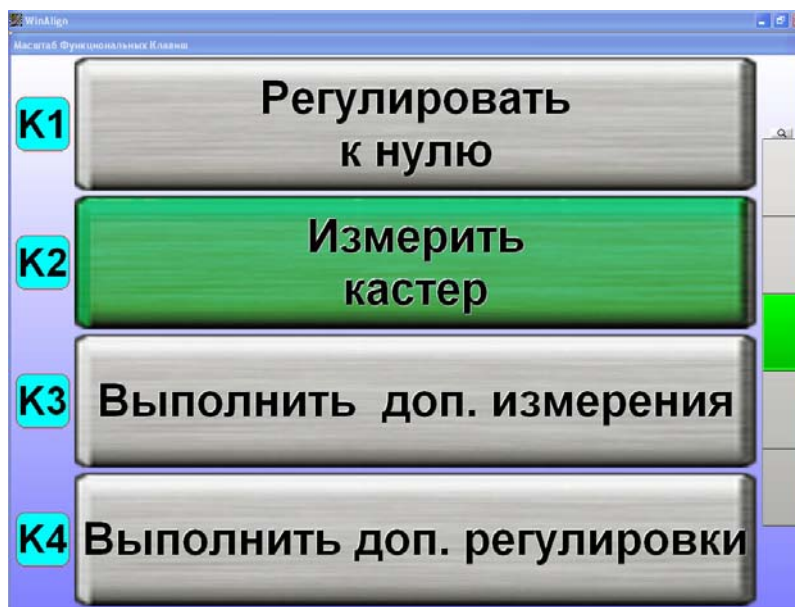 WinAlign
Масштаб Функциональных Клавиш
K1
Регулировать
к нулю
K2
Измерить
кастер
K3
Выполнить доп. измерения
K4
Выполнить доп. регулировки